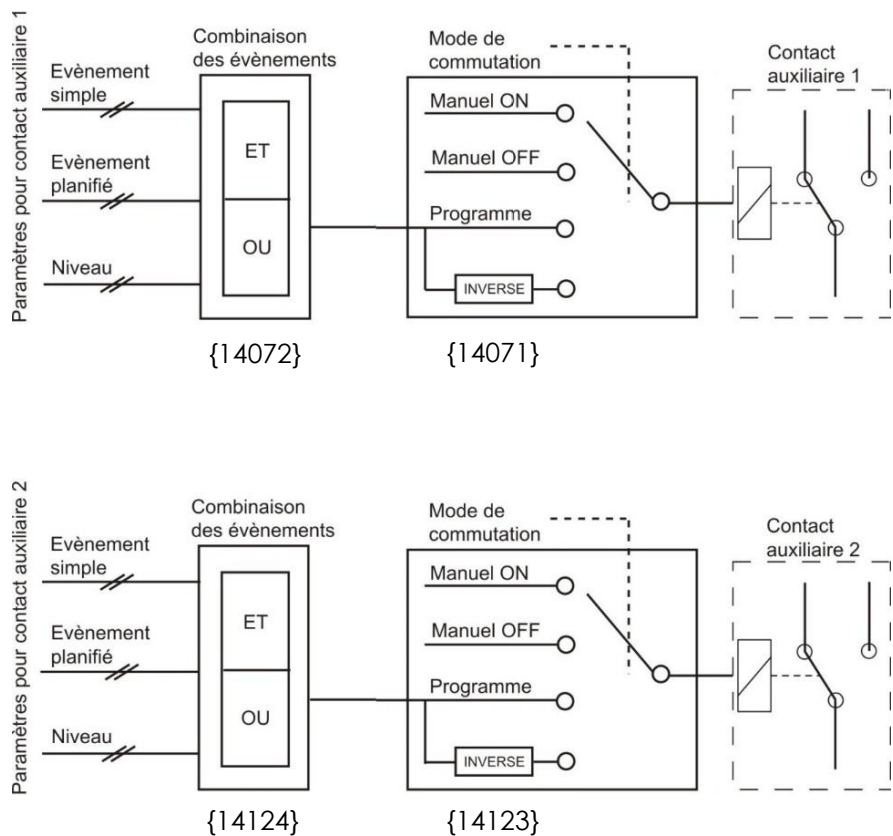 Paramètres pour contact auxiliaire 1
Evènement
simple
Evènement
planifié
Niveau
Combinaison
des évènements
ET
OU
{14072}
Mode de
commutation
Manuel ON
Manuel OFF
Programme
INVERSE
{14071}
Contact
auxiliaire 1
Paramètres pour contact auxiliaire 2
Evènement
simple
Evènement
planifié
Niveau
Combinaison
des évènements
ET
OU
{14124}
Mode de
commutation
Manuel ON
Manuel OFF
Programme
INVERSE
{14123}
Contact
auxiliaire 2